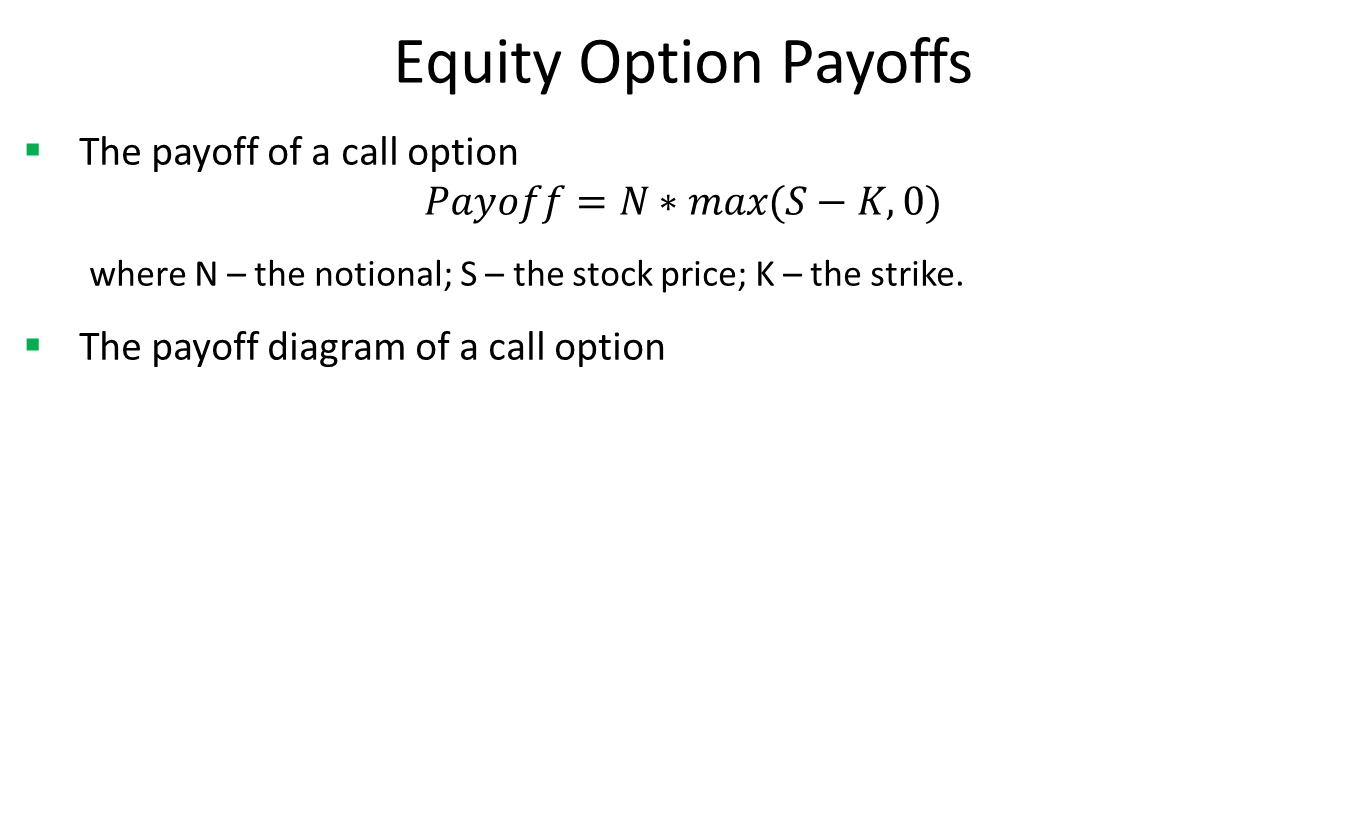 Equity Option Payoffs
▪ The payoff of a call option
𝑃𝑎𝑦𝑜𝑓𝑓 = 𝑁 ∗ 𝑚𝑎𝑥(𝑆 − 𝐾, 0)
where N – the notional; S – the stock price; K – the strike.
▪ The payoff diagram of a call option